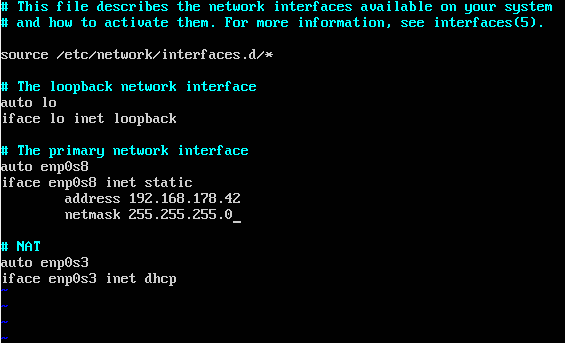 # This file describes the network interfaces available on your system
# and how to activate them. For more information, see interfaces(5).
source /etc/network/interfaces.d/*
# The loopback network interface
auto lo
iface lo inet loopback
# The primary network interface
auto enp0s8
iface enp0s8 inet static
        address 192.168.178.42
        netmask 255.255.255.0_
# NAT
auto enp0s3
iface enp0s3 inet dhcp
~
~
~
~